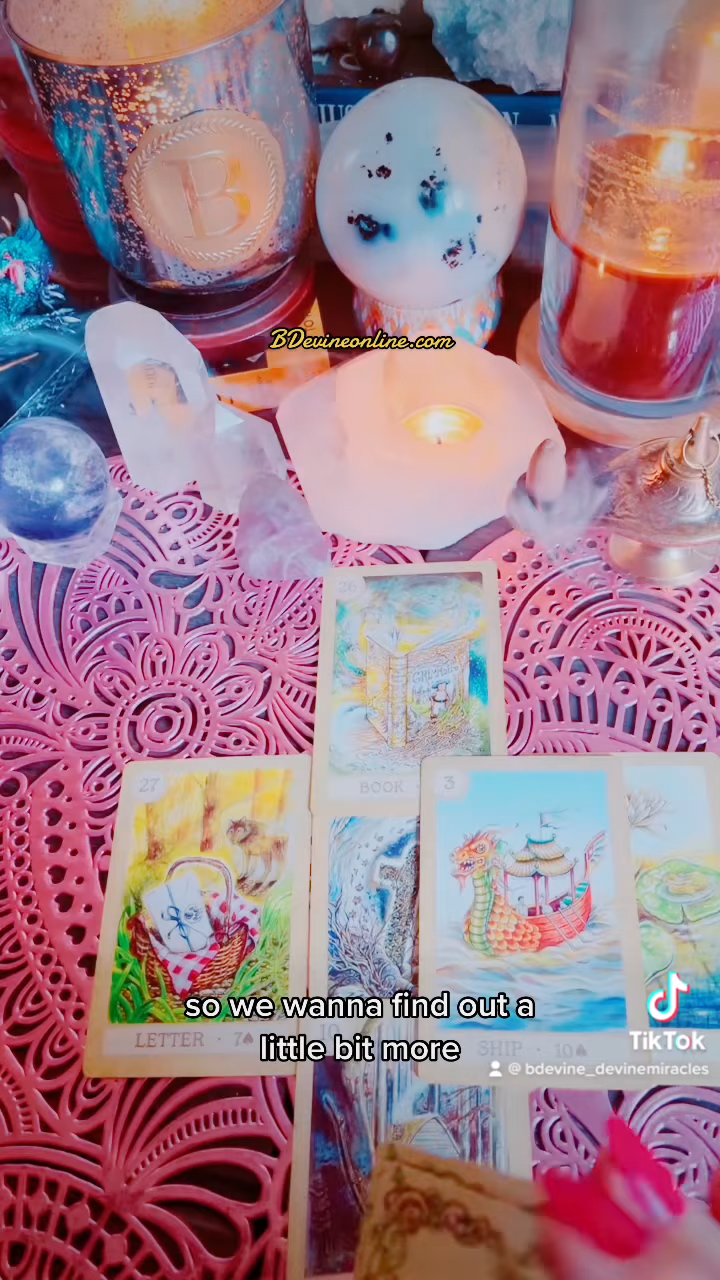 B
BDevineonline.com
26
BOOK
27
3
so we wanna find out a
little bit more
LETTER · 7♠
SHIP · 10♠
TikTok
@ bdevine_devinemiracles